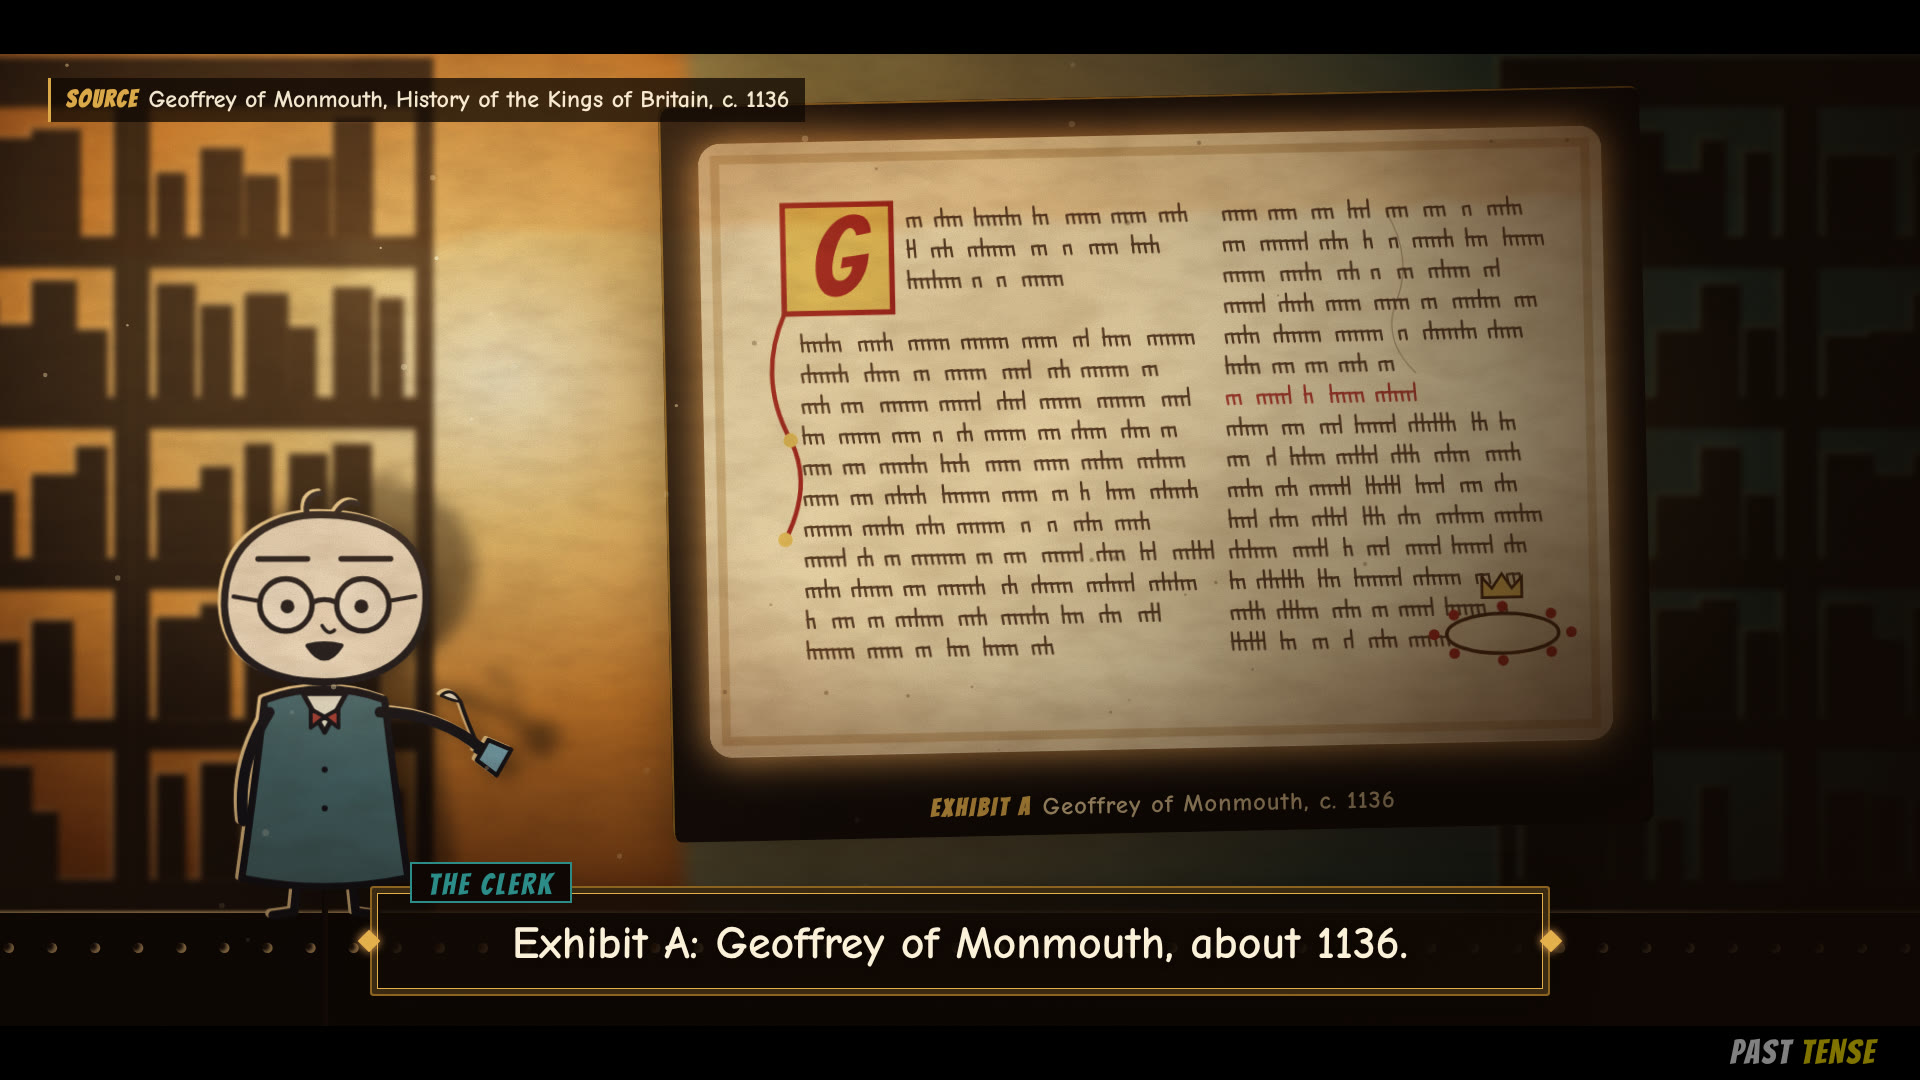 SOURCE Geoffrey of Monmouth, History of the Kings of Britain, c. 1136
G
EXHIBIT A Geoffrey of Monmouth, c. 1136
THE CLERK
Exhibit A: Geoffrey of Monmouth, about 1136.
PAST TENSE